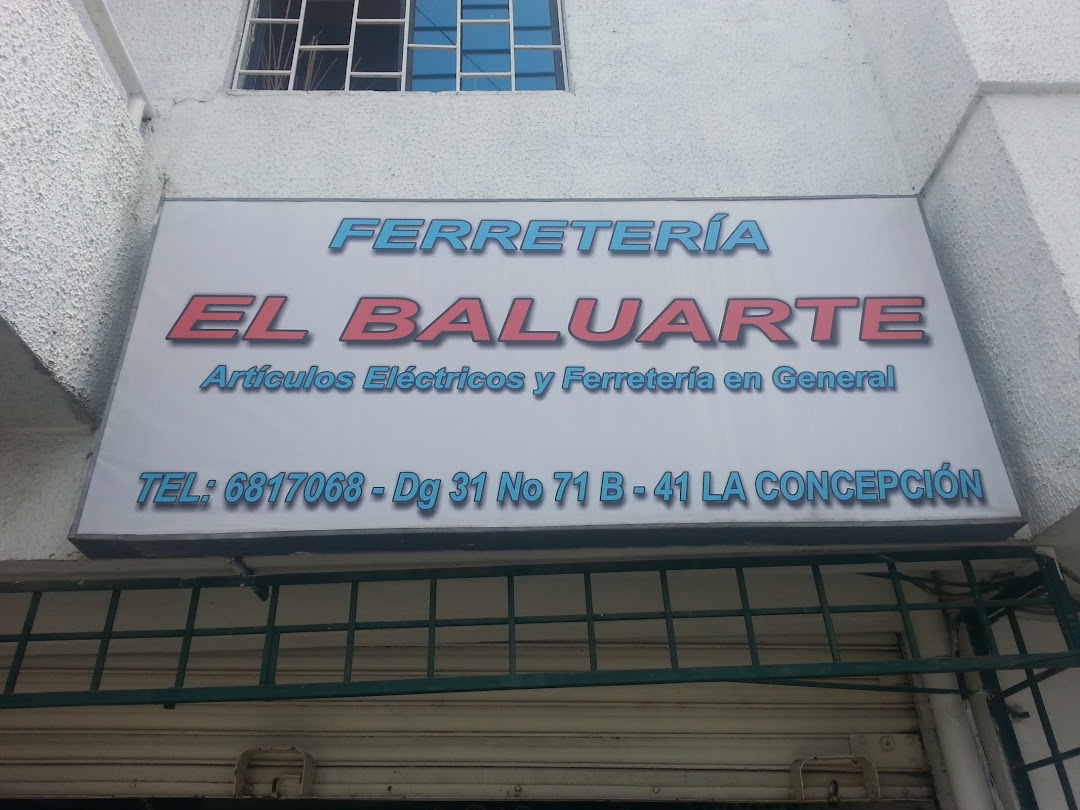 FERRETERÍA
EL BALUARTE
Artículos Eléctricos y Ferretería en General
TEL: 6817068 - Dg 31 No 71 B - 41 LA CONCEPCIÓN